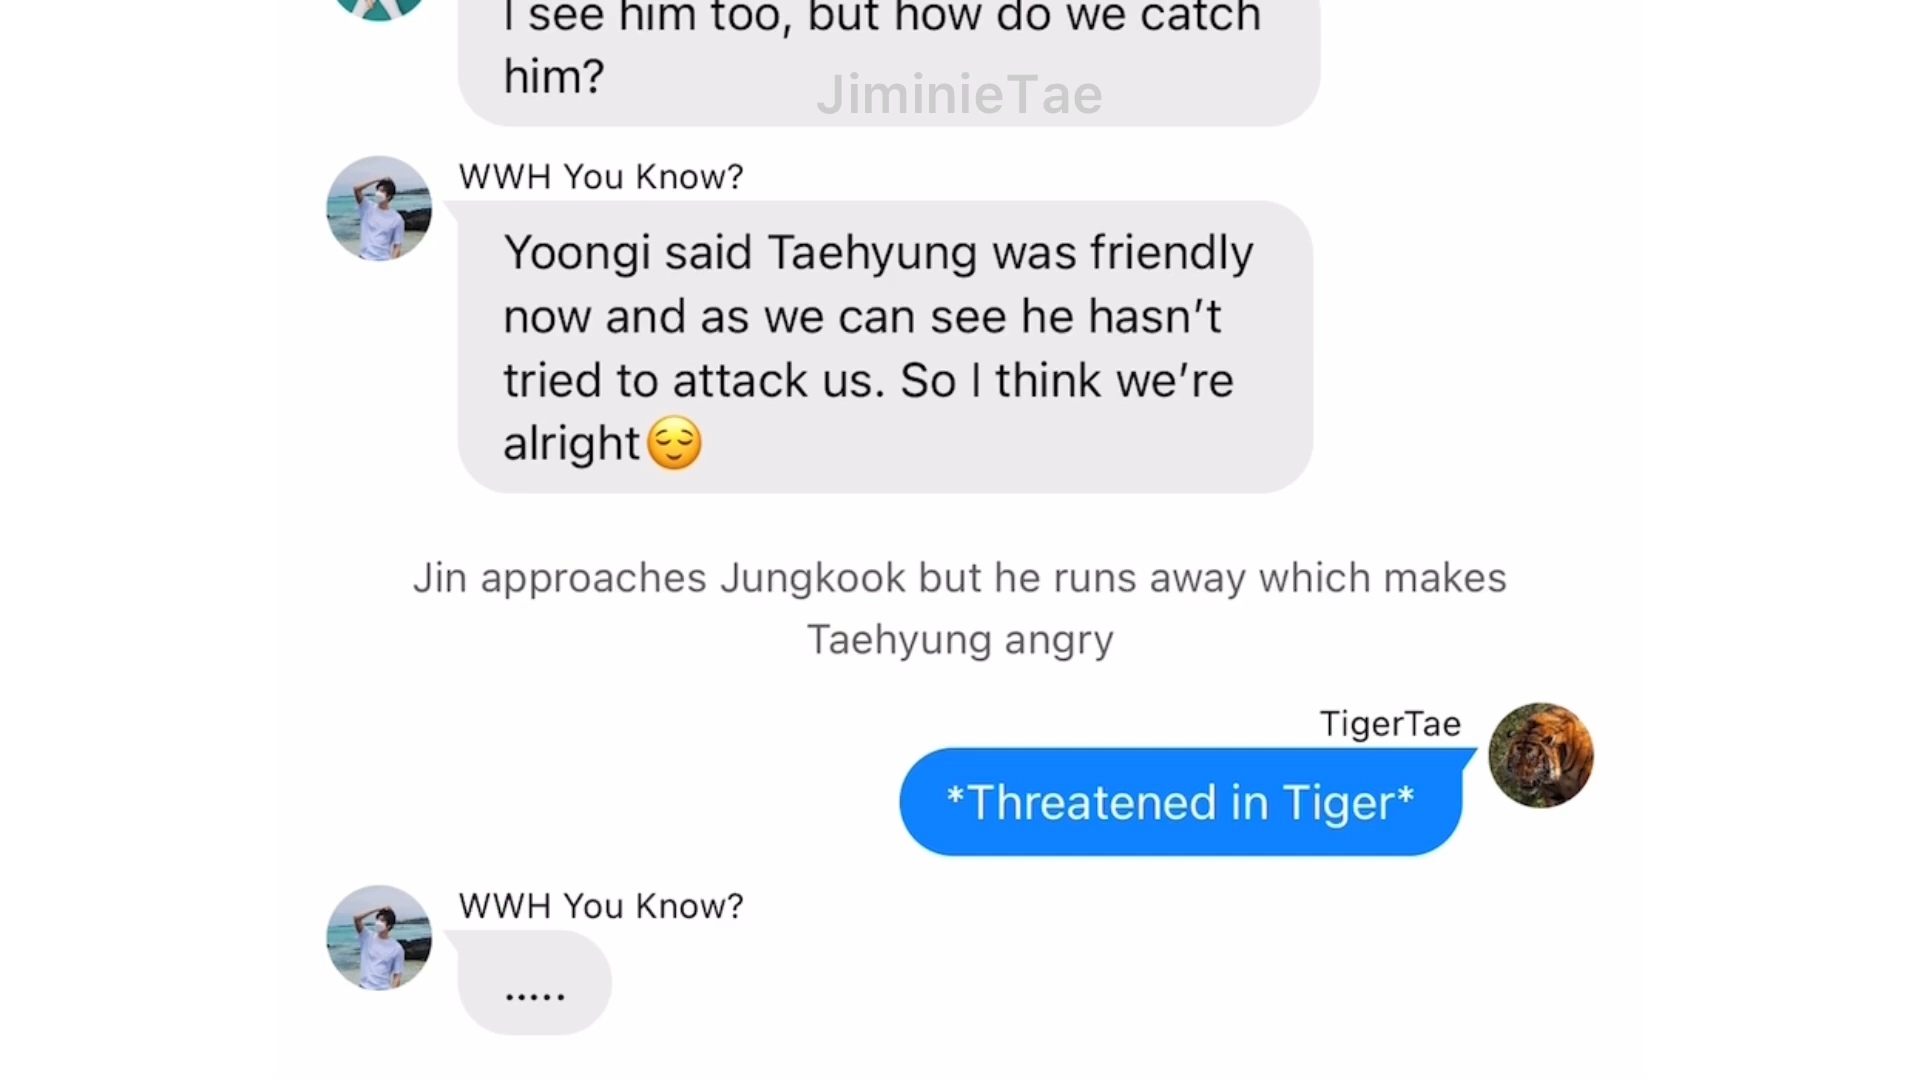 I see him too, but how do we catch
him?
JiminieTae
WWH You Know?
Yoongi said Taehyung was friendly
now and as we can see he hasn’t
tried to attack us. So I think we’re
alright😌
Jin approaches Jungkook but he runs away which makes
Taehyung angry
TigerTae
*Threatened in Tiger*
WWH You Know?
.....